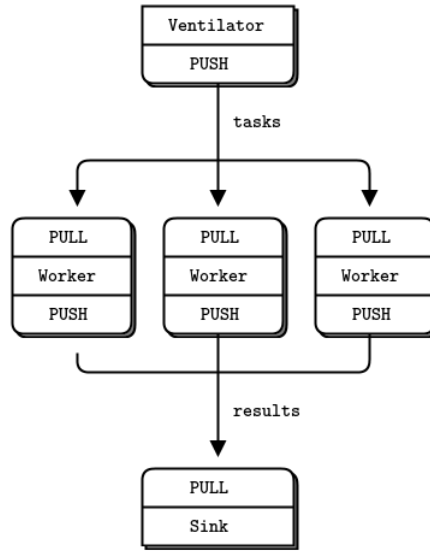 Ventilator
PUSH
tasks
PULL PULL PULL
Worker Worker Worker
PUSH PUSH PUSH
results
PULL
Sink